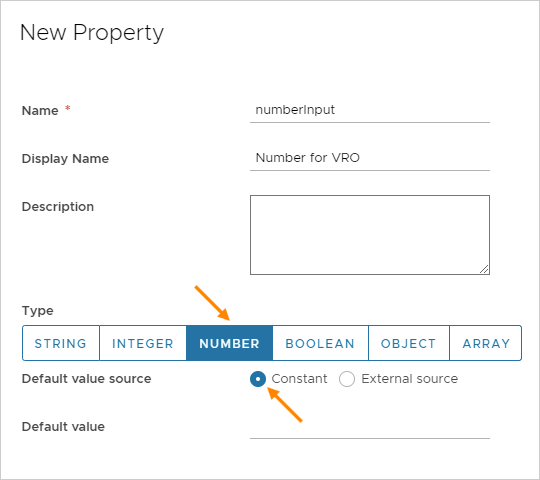 New Property
Name * numberInput
Display Name Number for VRO
Description
Type
STRING INTEGER NUMBER BOOLEAN OBJECT ARRAY
Default value source Constant External source
Default value